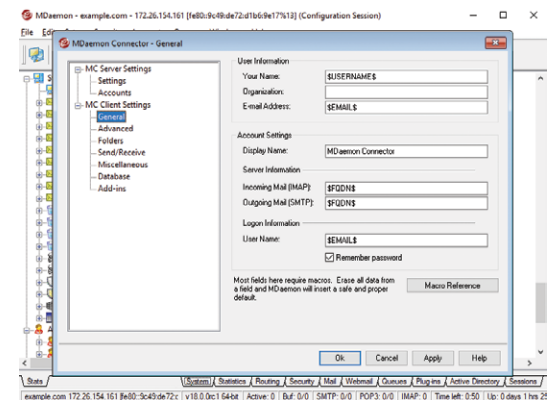 MDaemon - example.com - 172.26.154.161 [fe80::9c49:de72:d1b6:9e17%13] (Configuration Session)
File
MDaemon Connector - General
MC Server Settings
Settings
Accounts
MC Client Settings
General
Advanced
Folders
Send/Receive
Miscellaneous
Database
Add-ins
User Information
Your Name: $USERNAME$
Organization:
E-mail Address: $EMAIL$
Account Settings
Display Name: MDaemon Connector
Server Information
Incoming Mail (IMAP): $FQDN$
Outgoing Mail (SMTP): $FQDN$
Logon Information
User Name: $EMAIL$
Remember password
Most fields here require macros. Erase all data from
a field and MDaemon will insert a safe and proper
default.
Macro Reference
Ok Cancel Apply Help
Stats System Statistics Routing Security Mail Webmail Queues Plug-ins Active Directory Sessions
example.com 172.26.154.161 [fe80::9c49:de72:c v18.0.0rc1 64-bit Active: 0 Buf: 0/0 SMTP: 0/0 POP3: 0/0 IMAP: 0 Time left: 0:50 Up: 0 days 1 hrs 25